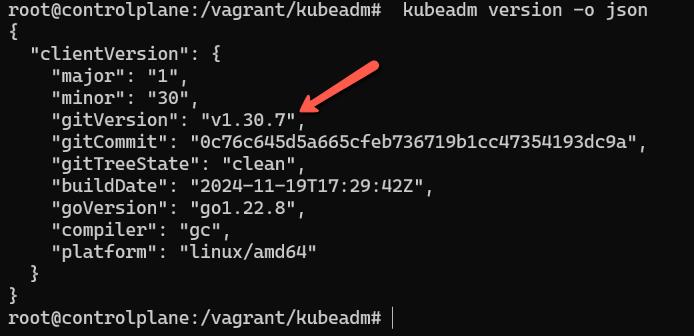 root@controlplane:/vagrant/kubeadm#  kubeadm version -o json
{
  "clientVersion": {
    "major": "1",
    "minor": "30",
    "gitVersion": "v1.30.7",
    "gitCommit": "0c76c645d5a665cfeb736719b1cc47354193dc9a",
    "gitTreeState": "clean",
    "buildDate": "2024-11-19T17:29:42Z",
    "goVersion": "go1.22.8",
    "compiler": "gc",
    "platform": "linux/amd64"
  }
}
root@controlplane:/vagrant/kubeadm#